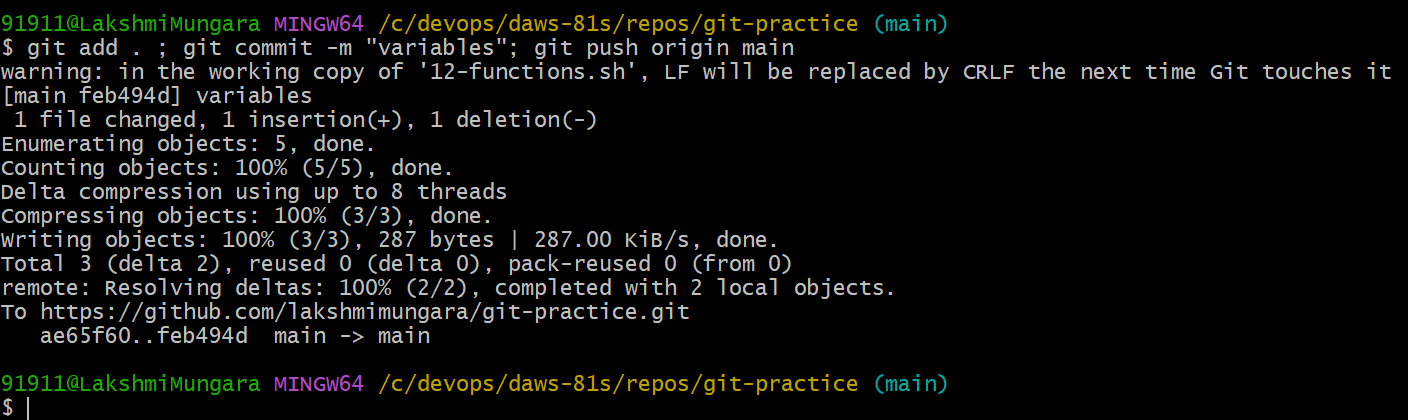 91911@LakshmiMungara MINGW64 /c/devops/daws-81s/repos/git-practice (main)
$ git add . ; git commit -m "variables"; git push origin main
warning: in the working copy of '12-functions.sh', LF will be replaced by CRLF the next time Git touches it
[main feb494d] variables
 1 file changed, 1 insertion(+), 1 deletion(-)
Enumerating objects: 5, done.
Counting objects: 100% (5/5), done.
Delta compression using up to 8 threads
Compressing objects: 100% (3/3), done.
Writing objects: 100% (3/3), 287 bytes | 287.00 KiB/s, done.
Total 3 (delta 2), reused 0 (delta 0), pack-reused 0 (from 0)
remote: Resolving deltas: 100% (2/2), completed with 2 local objects.
To https://github.com/lakshmimungara/git-practice.git
   ae65f60..feb494d  main -> main
91911@LakshmiMungara MINGW64 /c/devops/daws-81s/repos/git-practice (main)
$